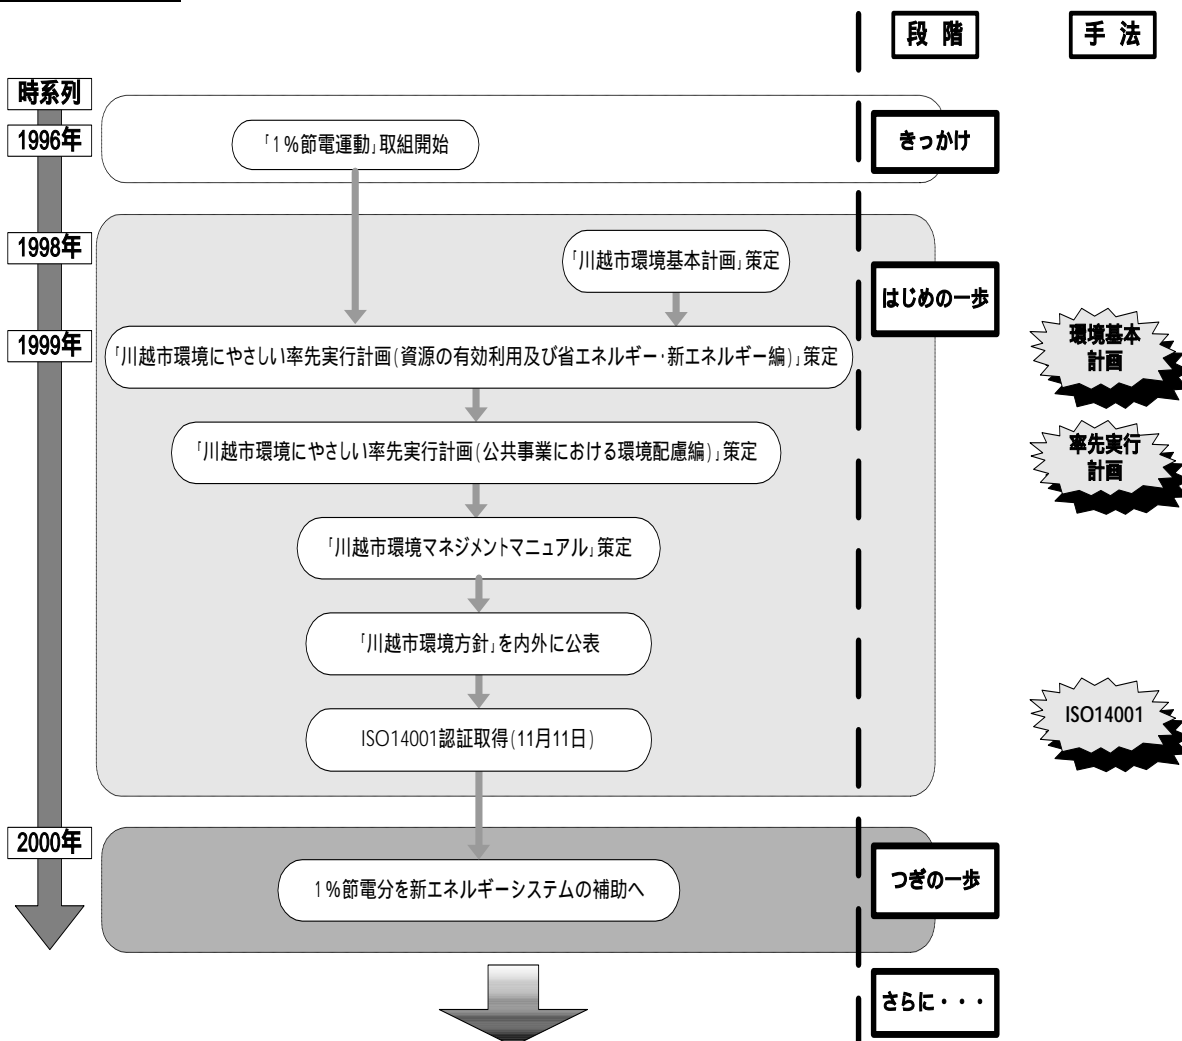 段 階
手 法
時系列
1996年
「1%節電運動」取組開始
きっかけ
1998年
「川越市環境基本計画」策定
はじめの一歩
1999年
「川越市環境にやさしい率先実行計画(資源の有効利用及び省エネルギー・新エネルギー編)」策定
環境基本
計画
「川越市環境にやさしい率先実行計画(公共事業における環境配慮編)」策定
率先実行
計画
「川越市環境マネジメントマニュアル」策定
「川越市環境方針」を内外に公表
ISO14001認証取得(11月11日)
ISO14001
2000年
1%節電分を新エネルギーシステムの補助へ
つぎの一歩
さらに・・・